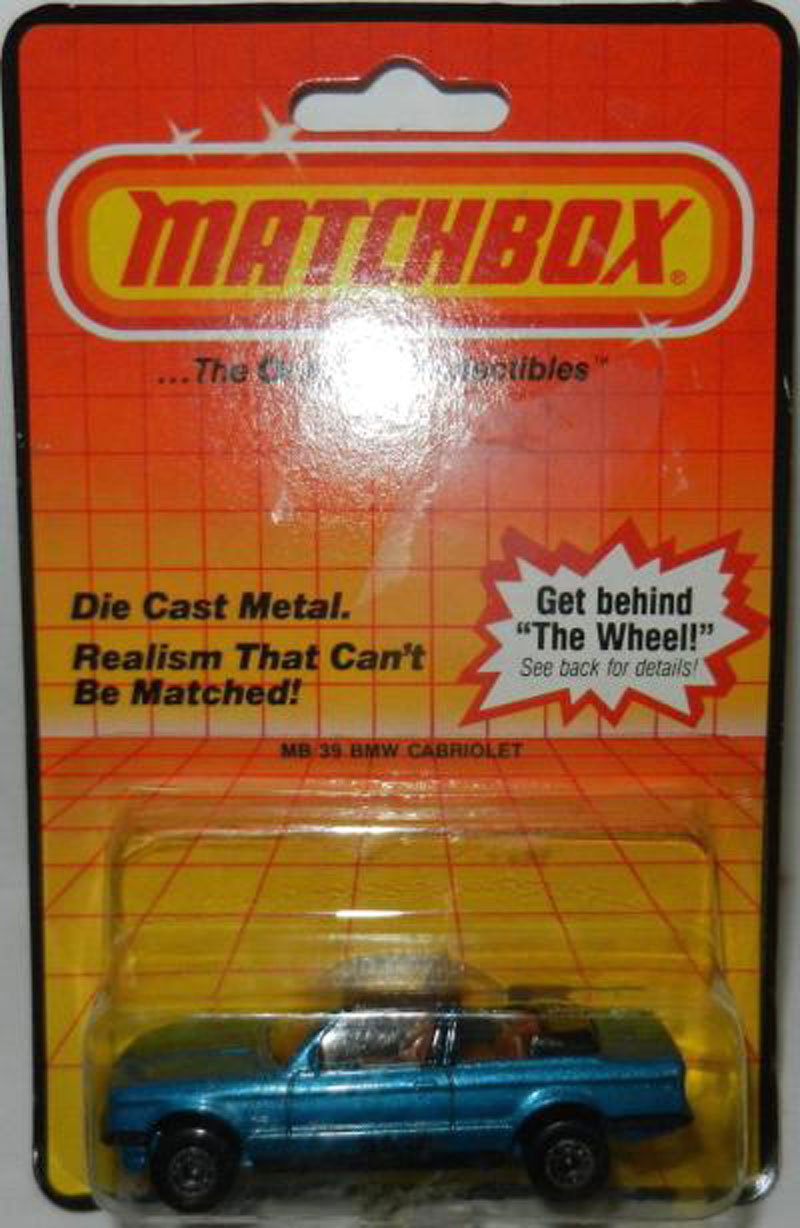 MATCHBOX®
...The collectibles™
Die Cast Metal.
Realism That Can't
Be Matched!
Get behind
"The Wheel!"
See back for details!
MB 39 BMW CABRIOLET